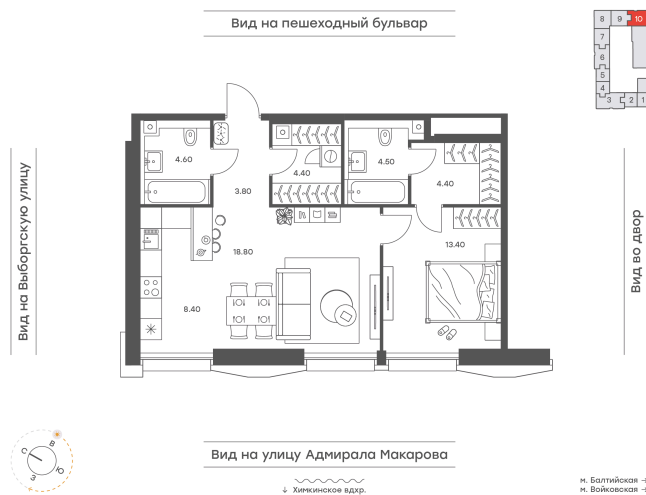 Вид на пешеходный бульвар
8 9 10
7
6
5
4
3 2 1
Вид на Выборгскую улицу
4.60
3.80
4.40
4.50
4.40
18.80
13.40
8.40
Вид во двор
Вид на улицу Адмирала Макарова
↓ Химкинское вдхр.
С В
З Ю
м. Балтийская
м. Войковская